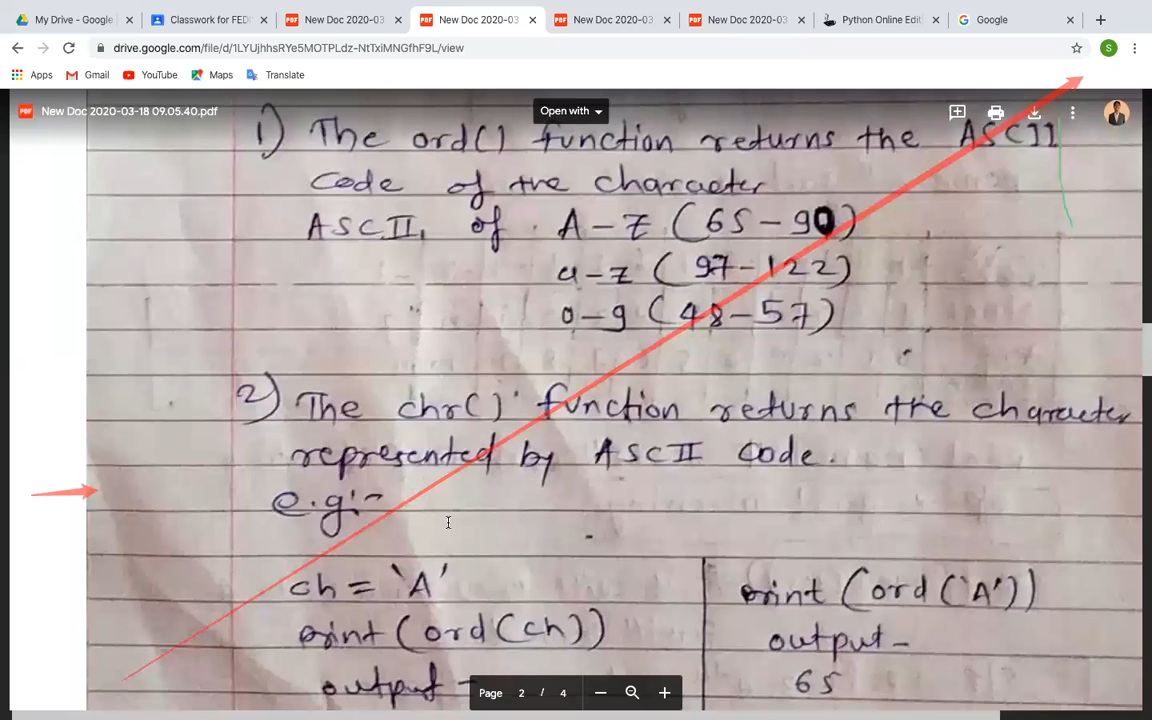 My Drive - Google
Classwork for FED
New Doc 2020-03
New Doc 2020-03
New Doc 2020-03
New Doc 2020-03
Python Online Edit
Google
drive.google.com/file/d/1LYUjhhsRYe5MOTPLdz-NtTxiMNGfhF9L/view
S
Apps
Gmail
YouTube
Maps
Translate
PDF New Doc 2020-03-18 09.05.40.pdf
Open with
1) The ord() function returns the ASCII
Code of the character
ASCII of A-Z (65-90)
a-z (97-122)
0-9 (48-57)
2) The chr() function returns the character
represented by ASCII Code.
e.g:-
ch = 'A'
print (ord(ch))
output -
print (ord('A'))
output -
65
Page 2 / 4